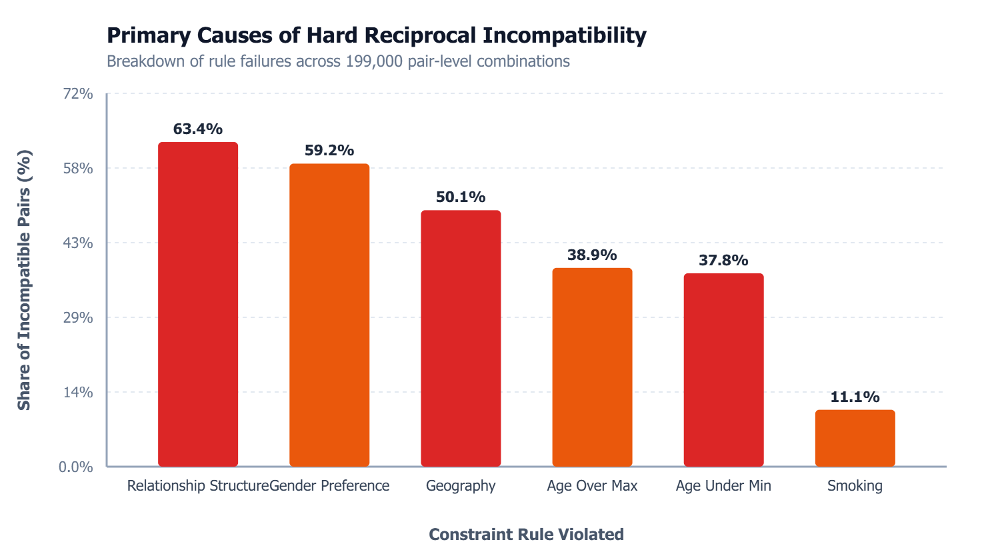 Primary Causes of Hard Reciprocal Incompatibility
Breakdown of rule failures across 199,000 pair-level combinations
Share of Incompatible Pairs (%)
72%
58%
43%
29%
14%
0.0%
63.4%
59.2%
50.1%
38.9%
37.8%
11.1%
Relationship Structure
Gender Preference
Geography
Age Over Max
Age Under Min
Smoking
Constraint Rule Violated